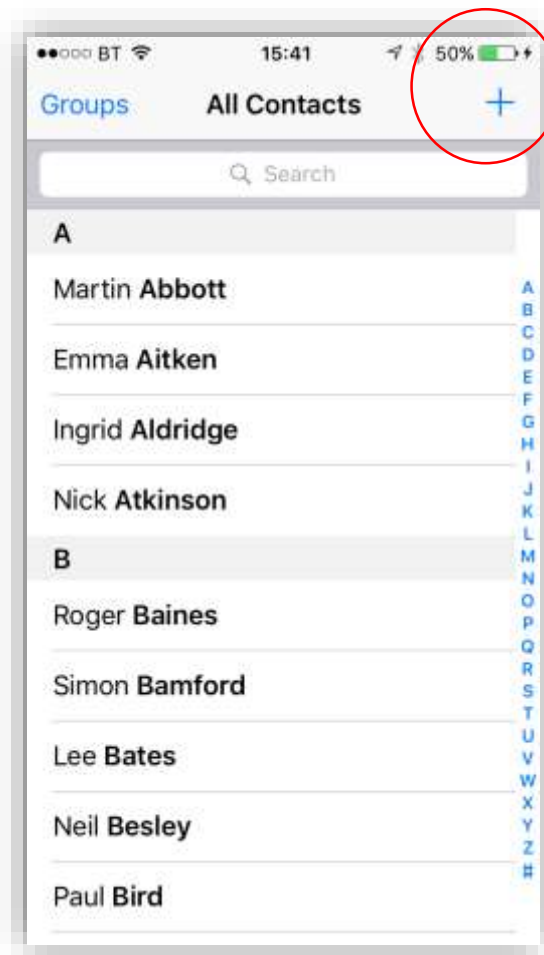 BT 15:41 50%
Groups All Contacts +
Search
A
Martin Abbott
Emma Aitken
Ingrid Aldridge
Nick Atkinson
B
Roger Baines
Simon Bamford
Lee Bates
Neil Besley
Paul Bird
A
B
C
D
E
F
G
H
I
J
K
L
M
N
O
P
Q
R
S
T
U
V
W
X
Y
Z
#